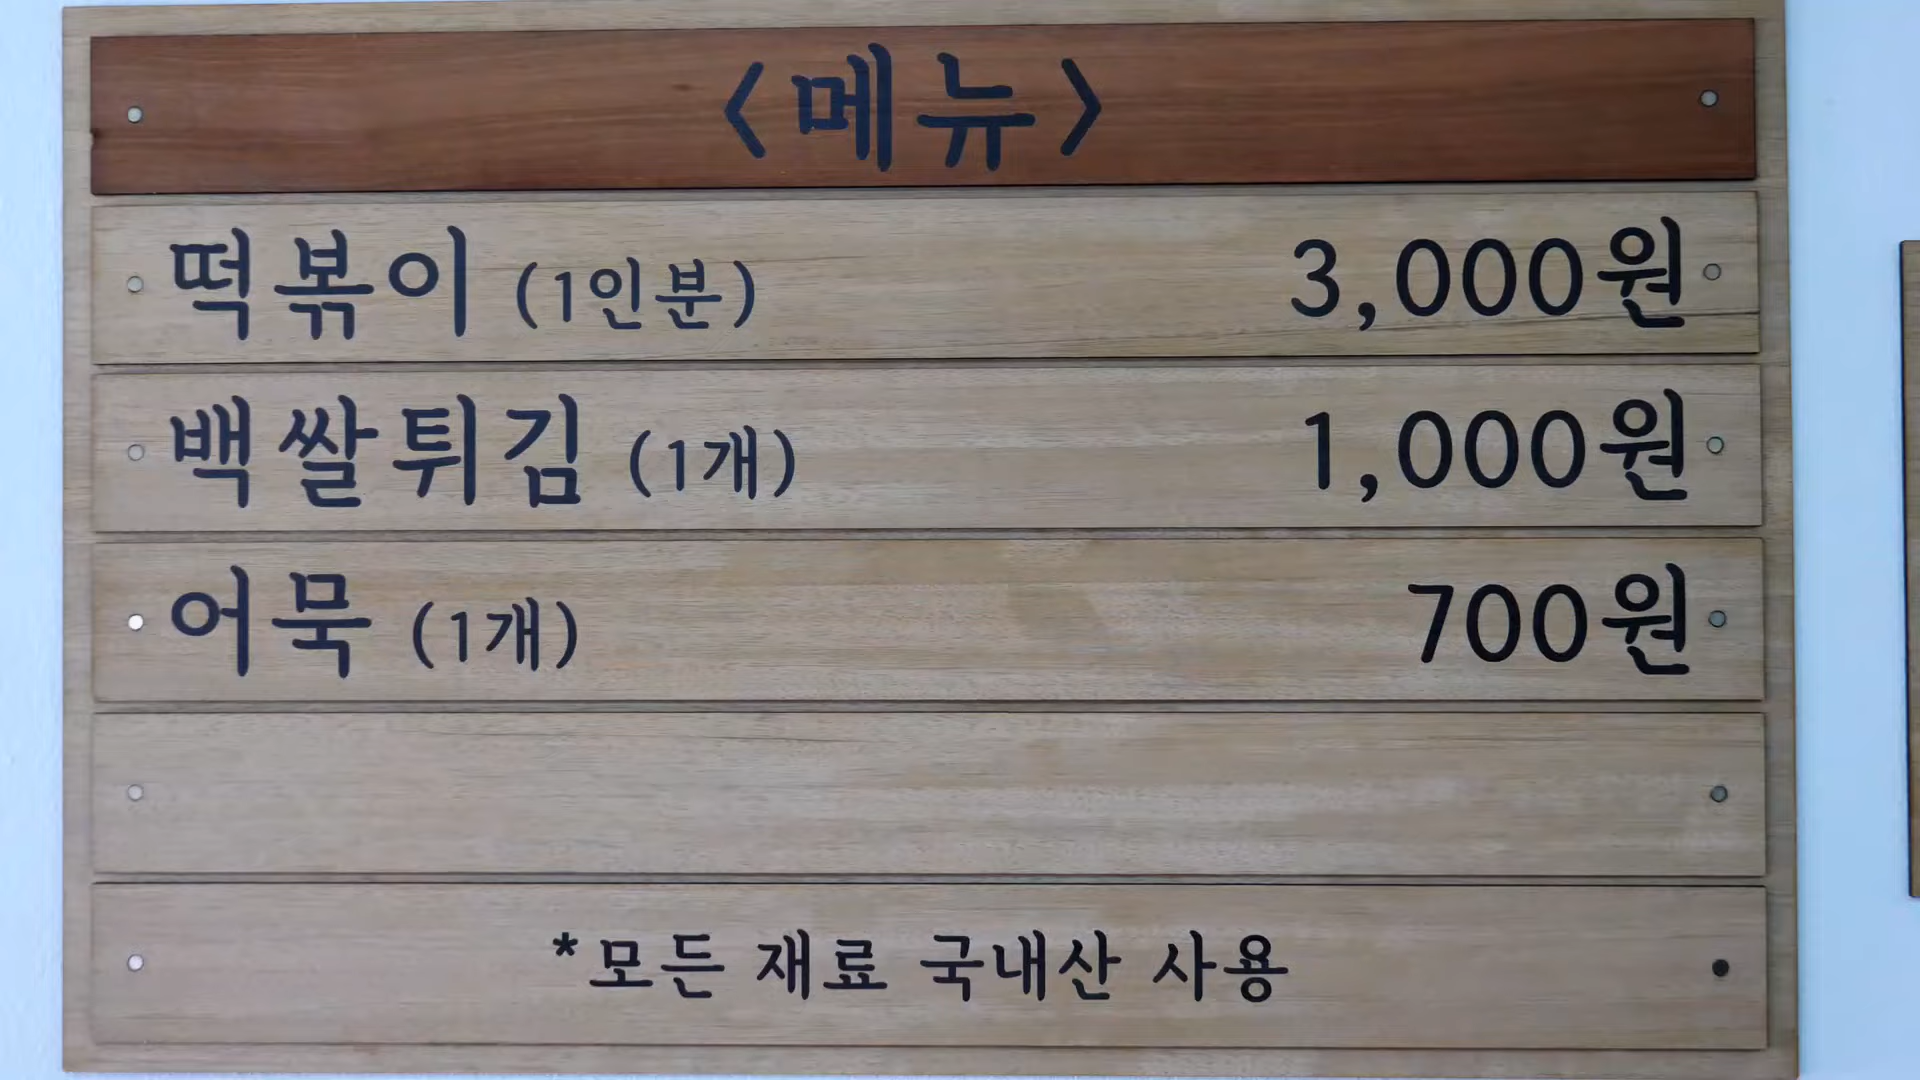 <메뉴>
떡볶이 (1인분) 3,000원
백쌀튀김 (1개) 1,000원
어묵 (1개) 700원
*모든 재료 국내산 사용